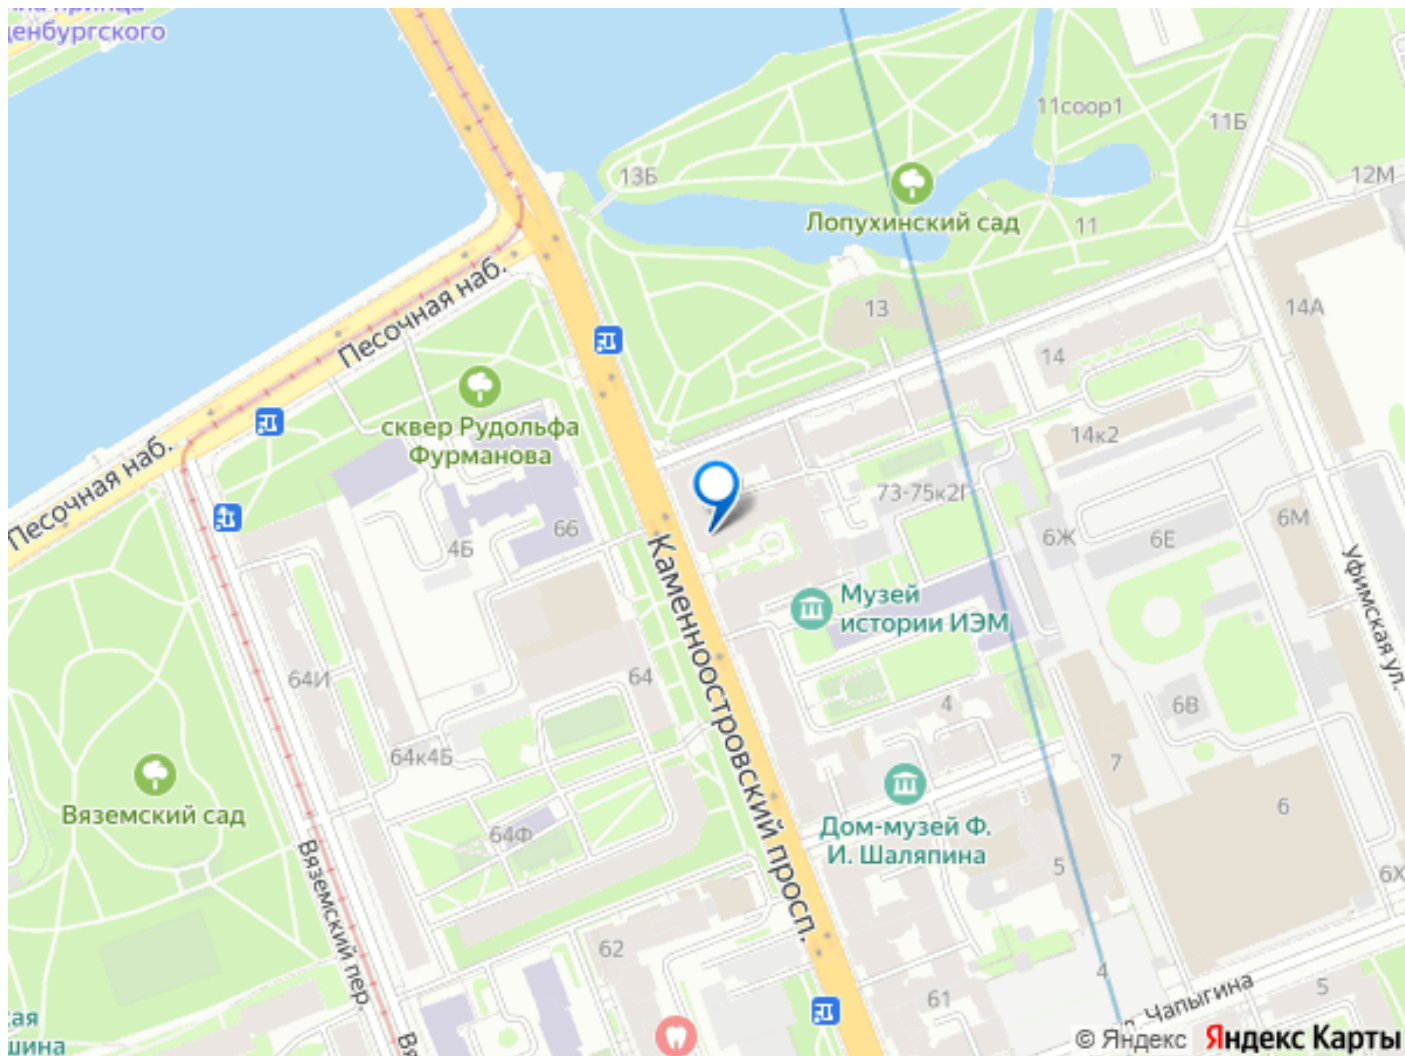 денбургского
11соор1
11Б
13Б
12М
Лопухинский сад
11
Песочная наб.
13
14А
14
сквер Рудольфа
Фурманова
14к2
Песочная наб.
73-75к2Г
66
4Б
6Ж
6Е
6М
Каменноостровский просп.
Музей
истории ИЭМ
Уфимская ул.
64И
64
4
6В
64к4Б
7
Вяземский сад
6
Дом-музей Ф.
И. Шаляпина
64Ф
5
6Х
Вяземский пер.
62
4
61
Чапыгина
5
кая
шина
Вя
© Яндекс
Яндекс Карты